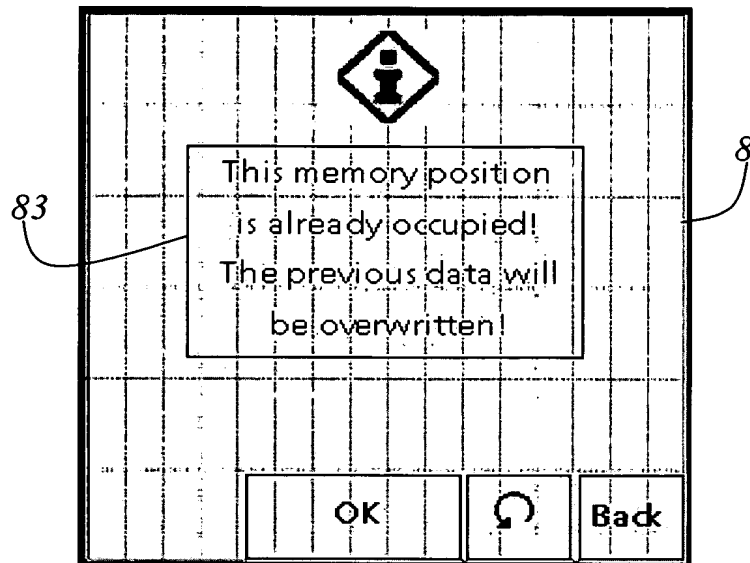 This memory position
is already occupied!
83
8
The previous data will
be overwritten!
OK
Back